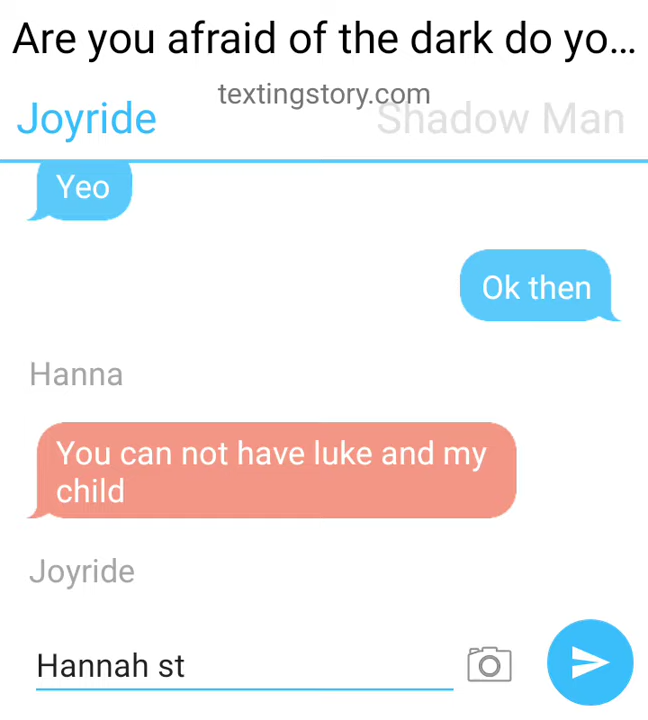 Are you afraid of the dark do yo...
textingstory.com
Joyride
Shadow Man
Yeo
Ok then
Hanna
You can not have luke and my
child
Joyride
Hannah st